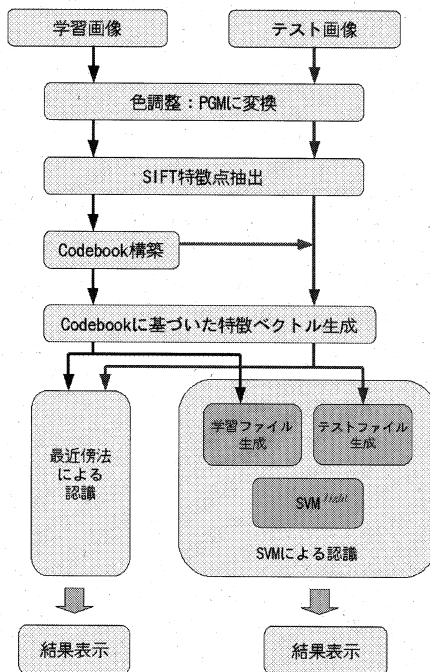 学習画像
テスト画像
色調整：PGMに変換
SIFT特徴点抽出
Codebook構築
Codebookに基づいた特徴ベクトル生成
最近傍法
による
認識
学習ファイル
生成
テストファイル
生成
SVM light
SVMによる認識
結果表示
結果表示